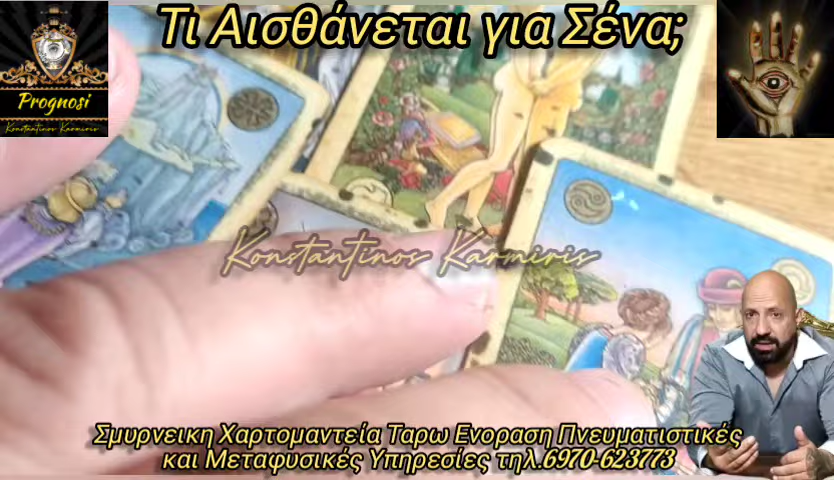 Τι Αισθάνεται για Σένα;
Prognosi
Konstantinos Karmiris
Konstantinos Karmiris
Σμυρνεικη Χαρτομαντεία Ταρω Ενοραση Πνευματιστικές
και Μεταφυσικές Υπηρεσίες τηλ.6970-623773